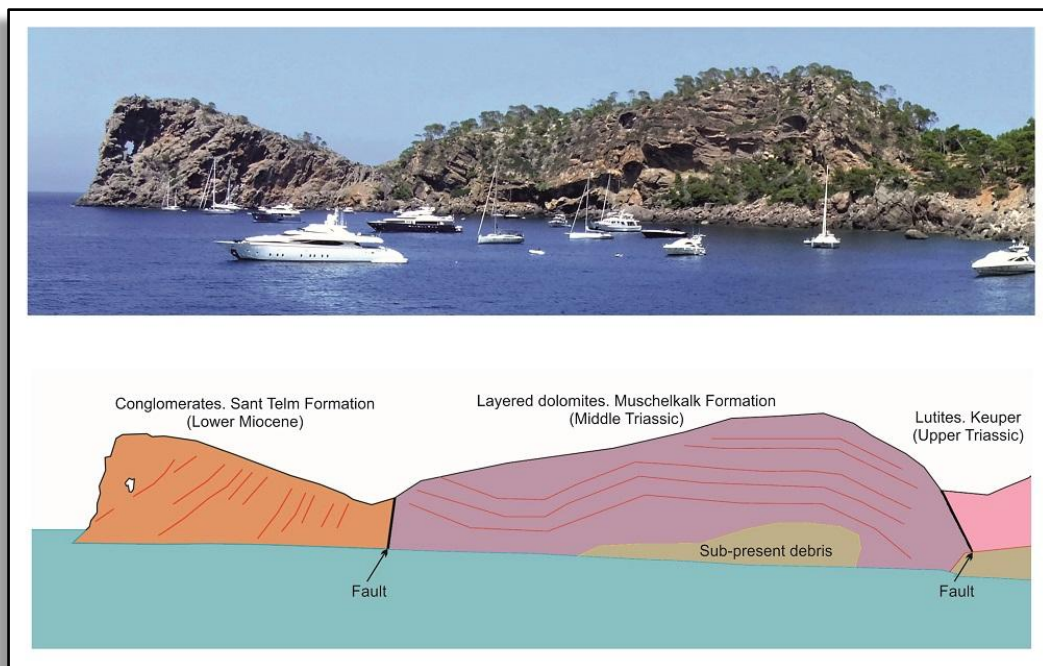 Conglomerates. Sant Telm Formation
(Lower Miocene)
Layered dolomites. Muschelkalk Formation
(Middle Triassic)
Lutites. Keuper
(Upper Triassic)
Sub-present debris
Fault
Fault